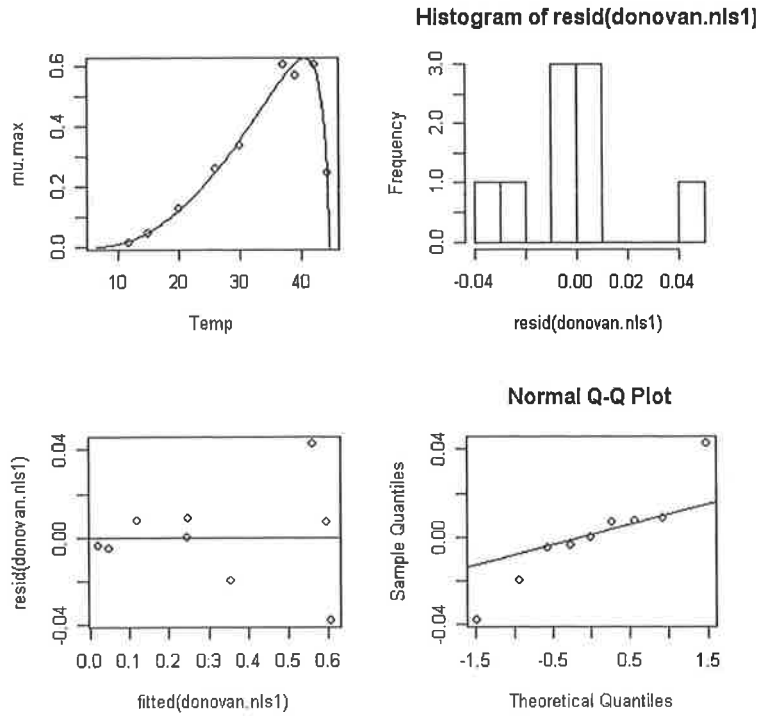 Histogram of resid(donovan.nls1)
mu.max
0.0 0.2 0.4 0.6
10 20 30 40
Temp
Frequency
0.0 1.0 2.0 3.0
-0.04 0.00 0.02 0.04
resid(donovan.nls1)
resid(donovan.nls1)
-0.04 0.00 0.04
0.0 0.1 0.2 0.3 0.4 0.5 0.6
fitted(donovan.nls1)
Normal Q-Q Plot
Sample Quantiles
-0.04 0.00 0.04
-1.5 -0.5 0.5 1.5
Theoretical Quantiles